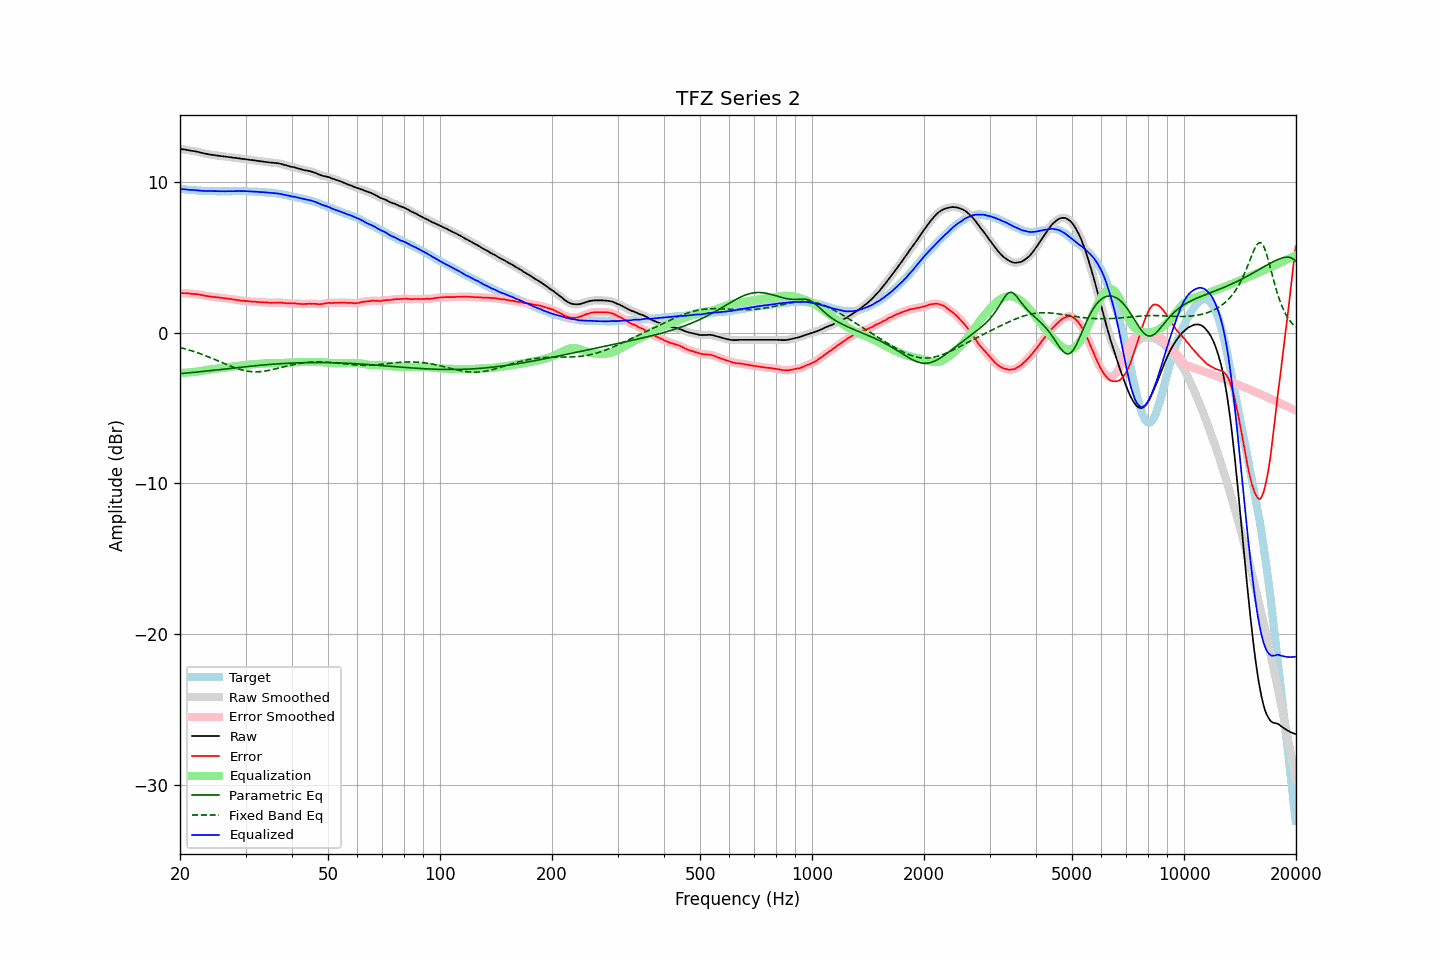 TFZ Series 2
Amplitude (dBr)
10
0
−10
−20
−30
Target
Raw Smoothed
Error Smoothed
Raw
Error
Equalization
Parametric Eq
Fixed Band Eq
Equalized
20 50 100 200 500 1000 2000 5000 10000 20000
Frequency (Hz)